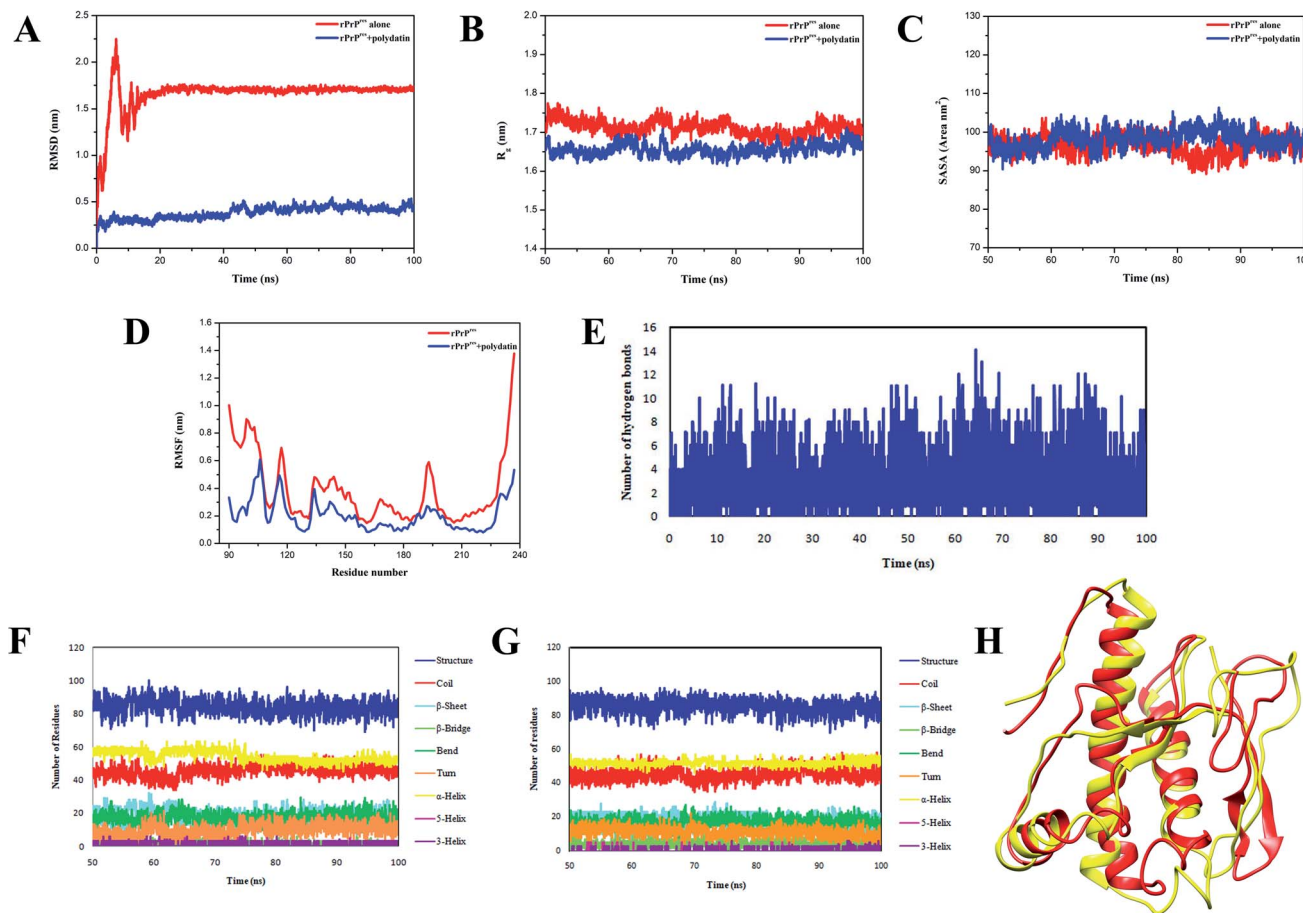 A
rPrPres alone
rPrPres+polydatin
RMSD (nm)
2.5
2.0
1.5
1.0
0.5
0.0
0 20 40 60 80 100
Time (ns)
B
rPrPres alone
rPrPres+polydatin
Rg (nm)
2.0
1.9
1.8
1.7
1.6
1.5
1.4
50 60 70 80 90 100
Time (ns)
C
rPrPres alone
rPrPres+polydatin
SASA (Area nm2)
130
120
110
100
90
80
70
50 60 70 80 90 100
Time (ns)
D
rPrPres
rPrPres+polydatin
RMSF (nm)
1.6
1.4
1.2
1.0
0.8
0.6
0.4
0.2
0.0
90 120 150 180 210 240
Residue number
E
Number of hydrogen bonds
16
14
12
10
8
6
4
2
0
0 10 20 30 40 50 60 70 80 90 100
Time (ns)
F
Number of Residues
120
100
80
60
40
20
0
50 60 70 80 90 100
Time (ns)
Structure
Coil
β-Sheet
β-Bridge
Bend
Turn
α-Helix
5-Helix
3-Helix
G
Number of residues
120
100
80
60
40
20
0
50 60 70 80 90 100
Time (ns)
Structure
Coil
β-Sheet
β-Bridge
Bend
Turn
α-Helix
5-Helix
3-Helix
H